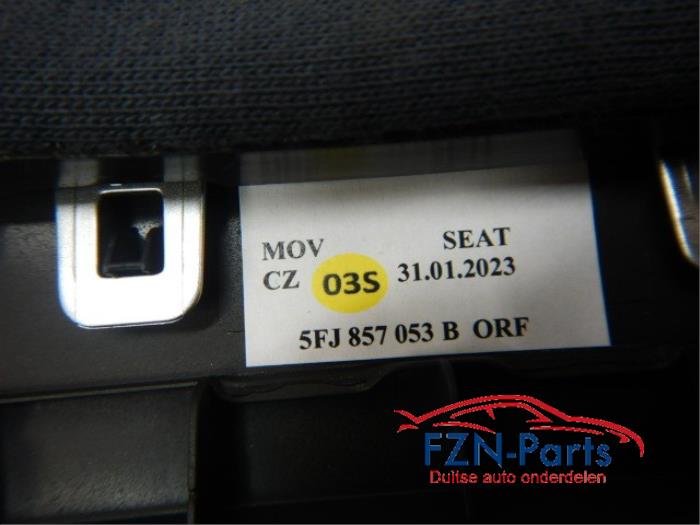 MOV SEAT
CZ 03S 31.01.2023
5FJ 857 053 B ORF
FZN-Parts
Duitse auto onderdelen